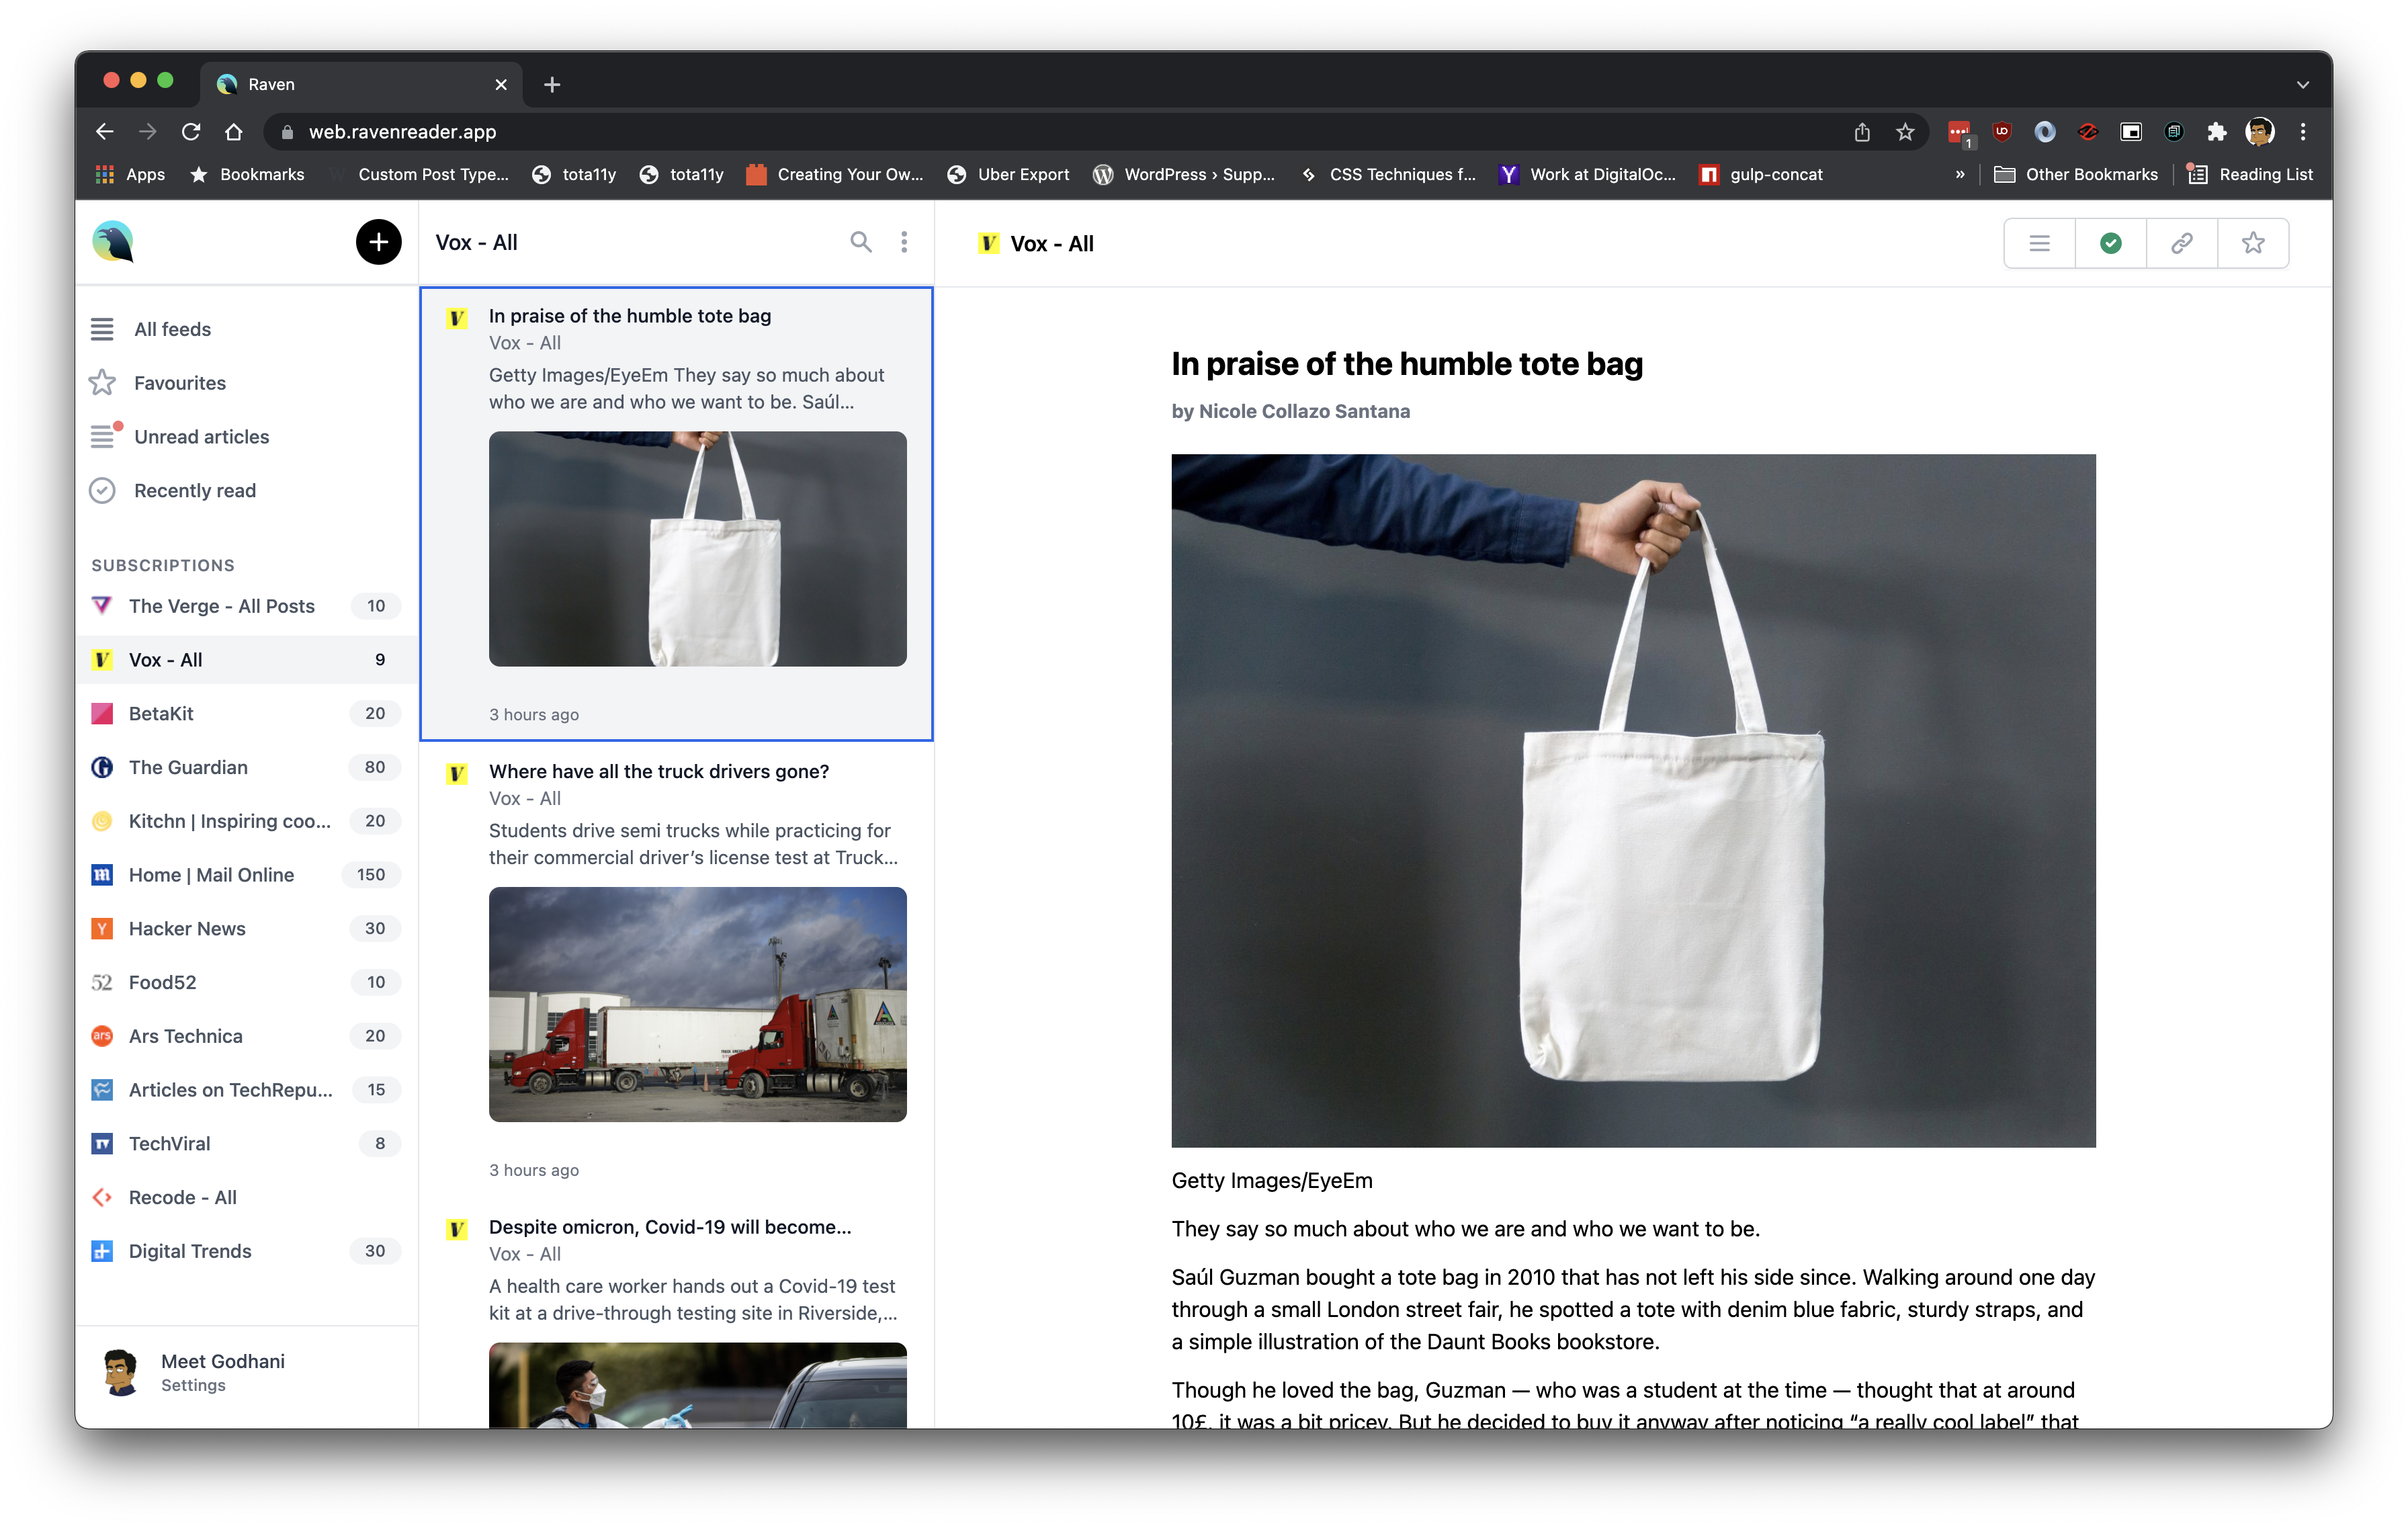 Raven
web.ravenreader.app
1
Apps
Bookmarks
Custom Post Type...
tota11y
tota11y
Creating Your Ow...
Uber Export
WordPress › Supp...
CSS Techniques f...
Work at DigitalOc...
gulp-concat
»
Other Bookmarks
Reading List
All feeds
Favourites
Unread articles
Recently read
SUBSCRIPTIONS
The Verge - All Posts 10
Vox - All 9
BetaKit 20
The Guardian 80
Kitchn | Inspiring coo... 20
Home | Mail Online 150
Hacker News 30
52 Food52 10
ars Ars Technica 20
Articles on TechRepu... 15
TechViral 8
Recode - All
Digital Trends 30
Meet Godhani
Settings
Vox - All
In praise of the humble tote bag
Vox - All
Getty Images/EyeEm They say so much about
who we are and who we want to be. Saúl...
3 hours ago
Where have all the truck drivers gone?
Vox - All
Students drive semi trucks while practicing for
their commercial driver’s license test at Truck...
3 hours ago
Despite omicron, Covid-19 will become...
Vox - All
A health care worker hands out a Covid-19 test
kit at a drive-through testing site in Riverside,...
Vox - All
In praise of the humble tote bag
by Nicole Collazo Santana
Getty Images/EyeEm
They say so much about who we are and who we want to be.
Saúl Guzman bought a tote bag in 2010 that has not left his side since. Walking around one day
through a small London street fair, he spotted a tote with denim blue fabric, sturdy straps, and
a simple illustration of the Daunt Books bookstore.
Though he loved the bag, Guzman — who was a student at the time — thought that at around
10£, it was a bit pricey. But he decided to buy it anyway after noticing “a really cool label” that